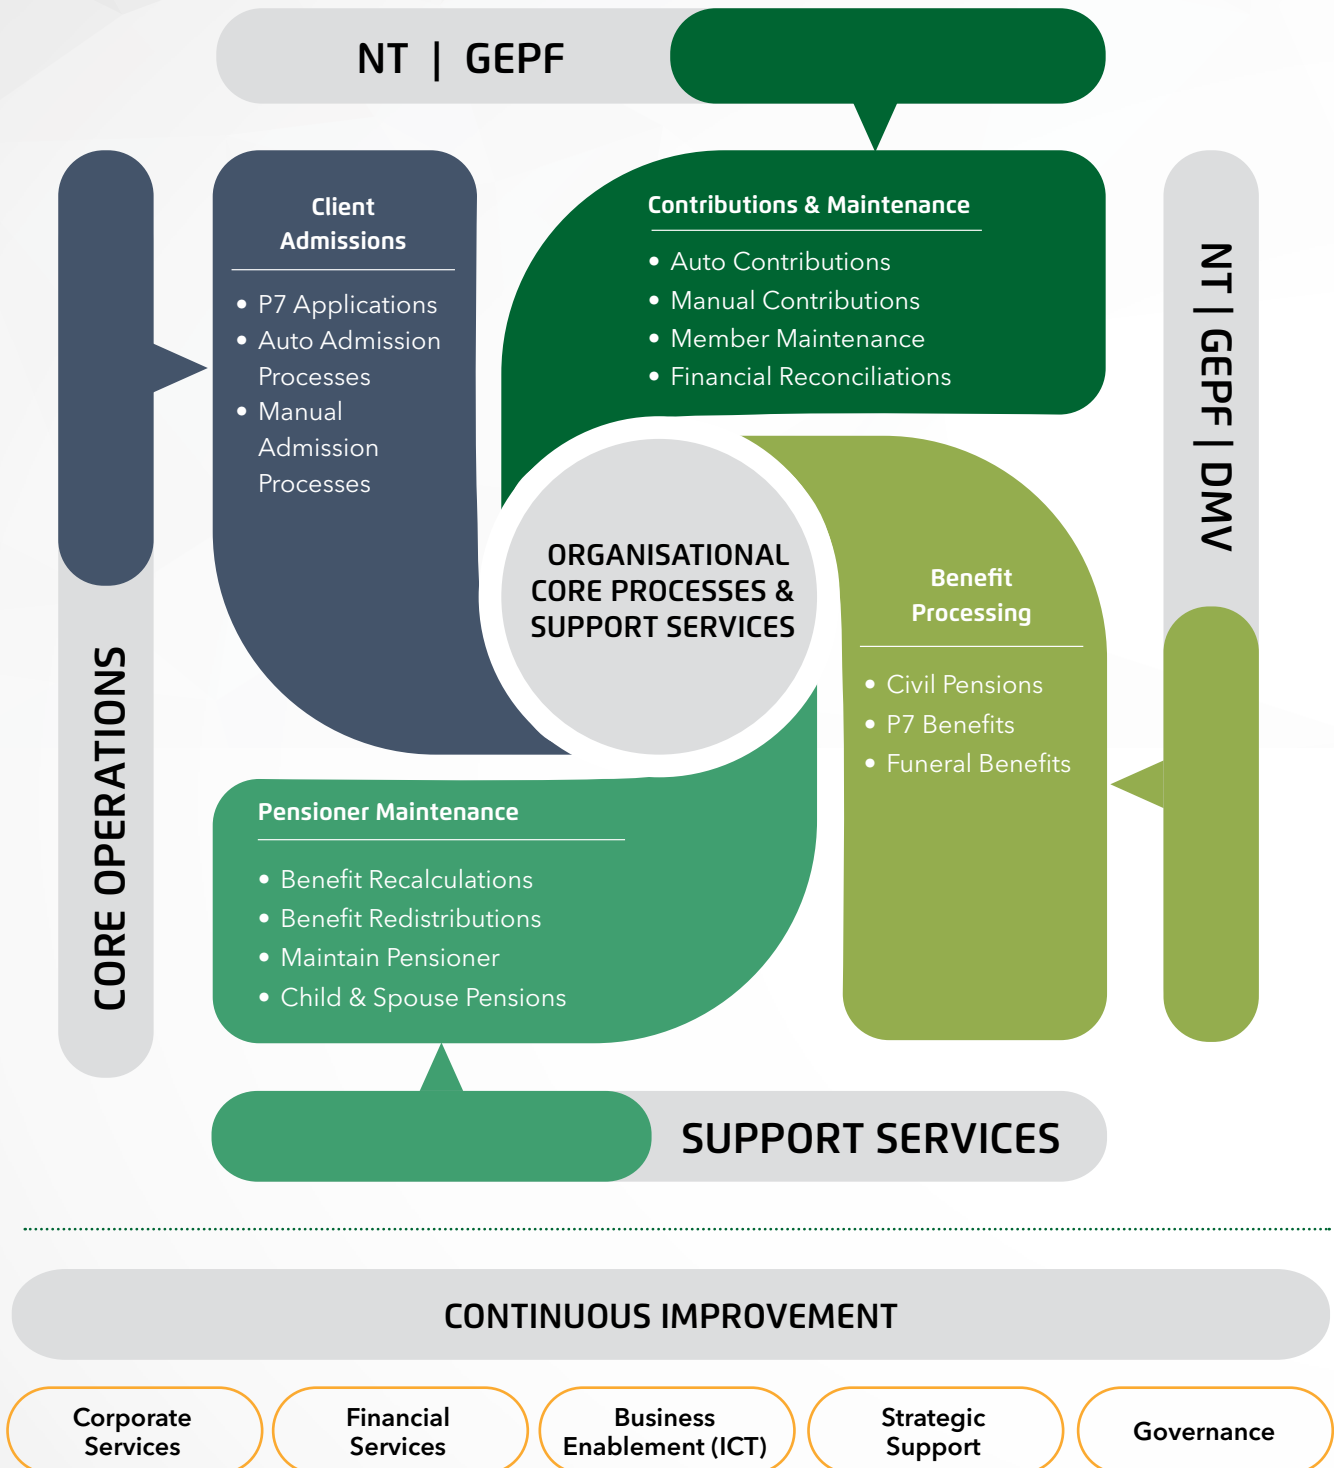 NT | GEPF
Client
Admissions
• P7 Applications
• Auto Admission
Processes
• Manual
Admission
Processes
Contributions & Maintenance
• Auto Contributions
• Manual Contributions
• Member Maintenance
• Financial Reconciliations
NT | GEPF | DMV
ORGANISATIONAL
CORE PROCESSES &
SUPPORT SERVICES
Benefit
Processing
• Civil Pensions
• P7 Benefits
• Funeral Benefits
CORE OPERATIONS
Pensioner Maintenance
• Benefit Recalculations
• Benefit Redistributions
• Maintain Pensioner
• Child & Spouse Pensions
SUPPORT SERVICES
CONTINUOUS IMPROVEMENT
Corporate
Services
Financial
Services
Business
Enablement (ICT)
Strategic
Support
Governance